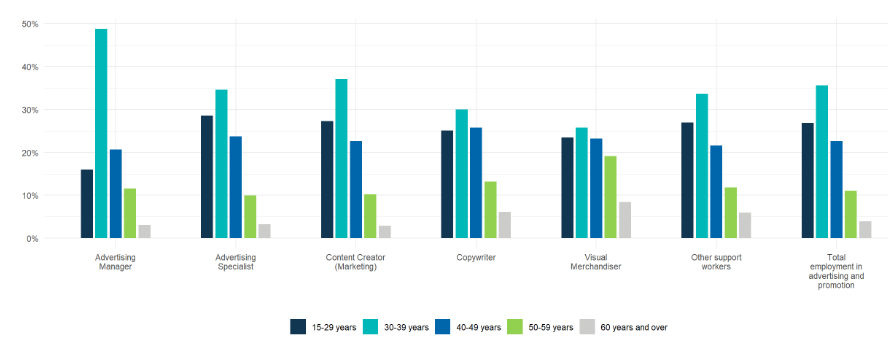 50%
40%
30%
20%
10%
0%
Advertising
Manager
Advertising
Specialist
Content Creator
(Marketing)
Copywriter
Visual
Merchandiser
Other support
workers
Total
employment in
advertising and
promotion
15-29 years
30-39 years
40-49 years
50-59 years
60 years and over